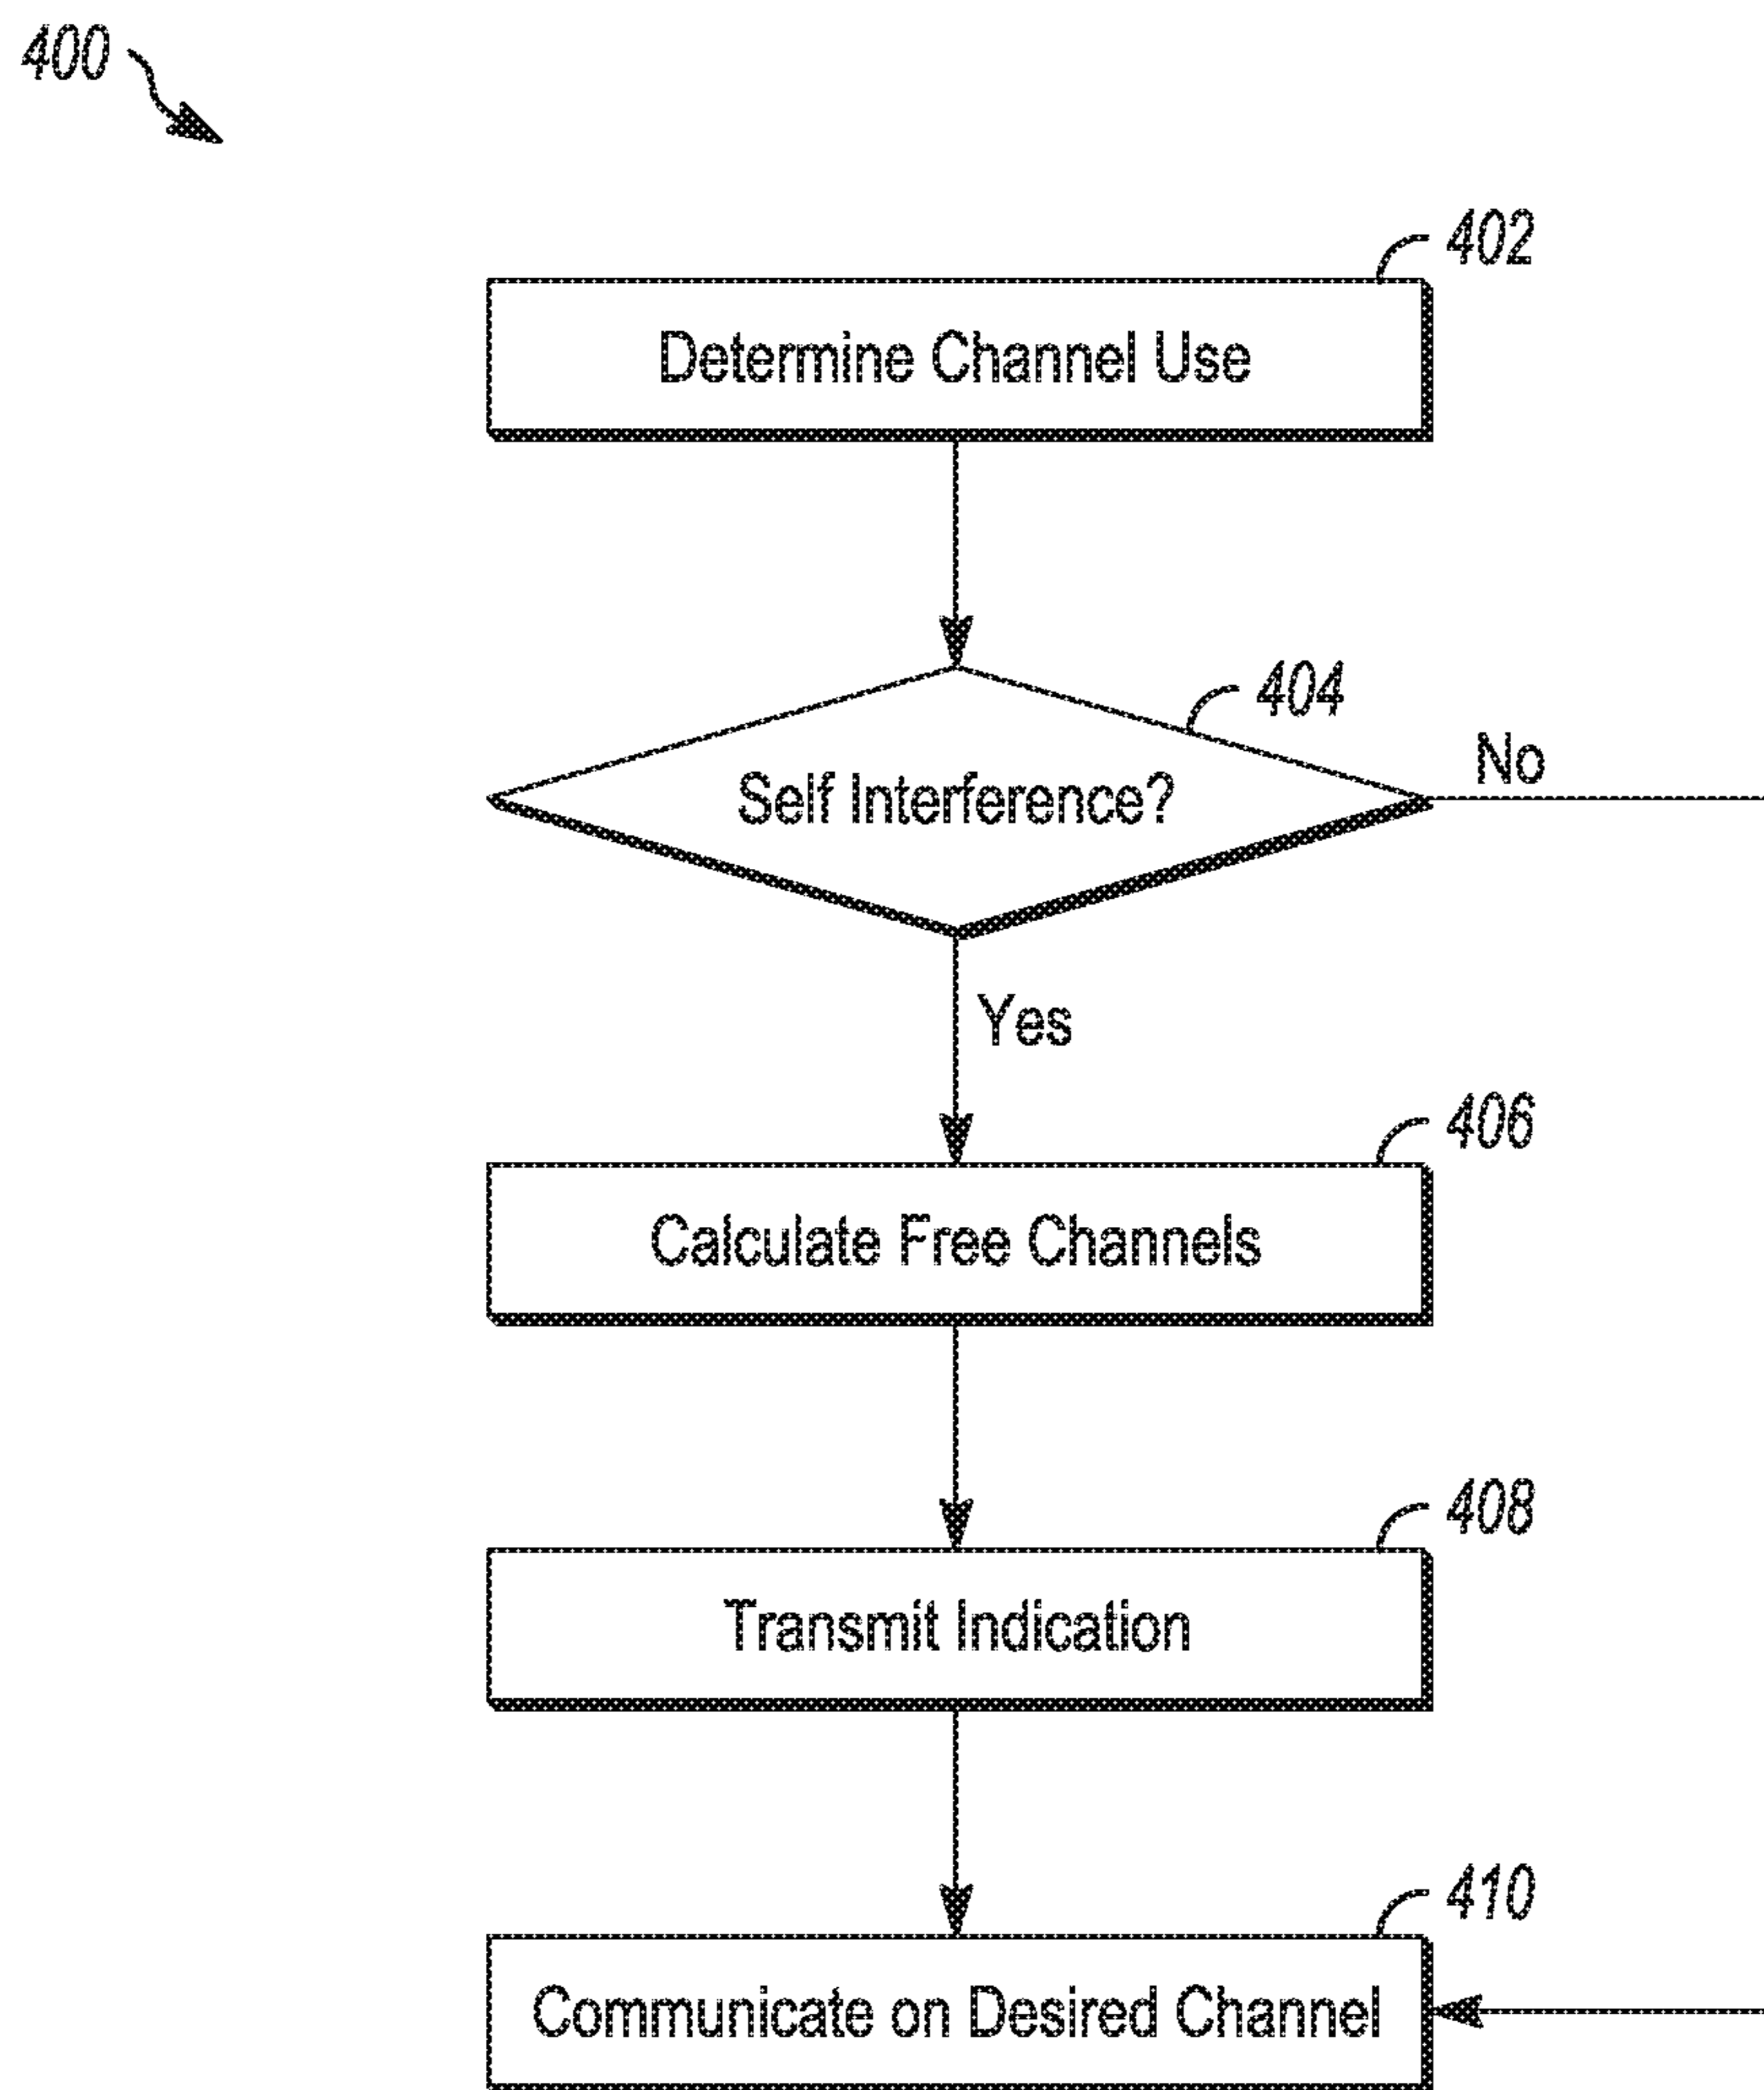 400
402
Determine Channel Use
404
No
Self Interference?
Yes
406
Calculate Free Channels
408
Transmit Indication
410
Communicate on Desired Channel